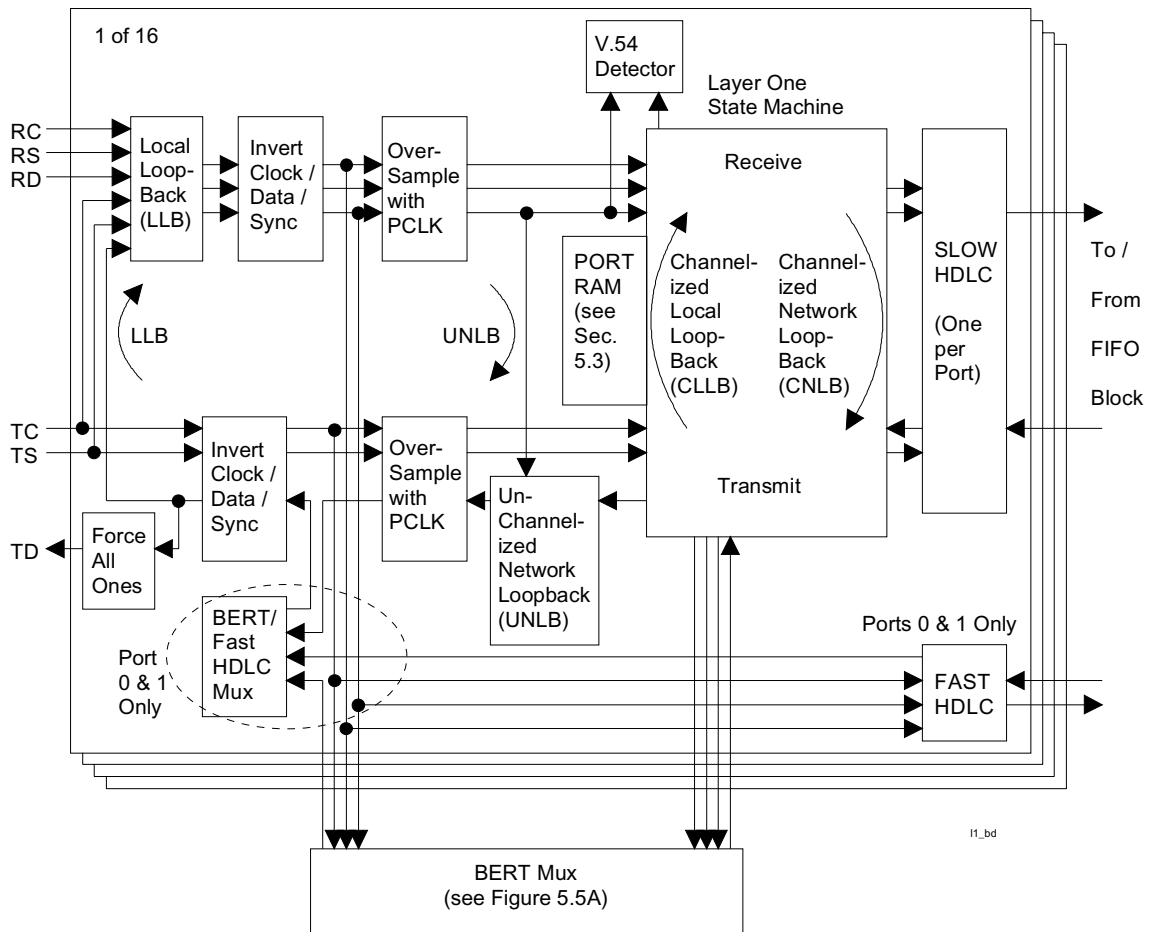 1 of 16
V.54
Detector
Layer One
State Machine
RC
RS
RD
Local
Loop-
Back
(LLB)
Invert
Clock /
Data /
Sync
Over-
Sample
with
PCLK
Receive
PORT
RAM
(see
Sec.
5.3)
Channel-
ized
Local
Loop-
Back
(CLLB)
Channel-
ized
Network
Loop-
Back
(CNLB)
SLOW
HDLC
(One
per
Port)
To /
From
FIFO
Block
LLB
UNLB
TC
TS
TD
Invert
Clock /
Data /
Sync
Over-
Sample
with
PCLK
Un-
Channel-
ized
Network
Loopback
(UNLB)
Transmit
Force
All
Ones
BERT/
Fast
HDLC
Mux
Port
0 & 1
Only
Ports 0 & 1 Only
FAST
HDLC
l1_bd
BERT Mux
(see Figure 5.5A)